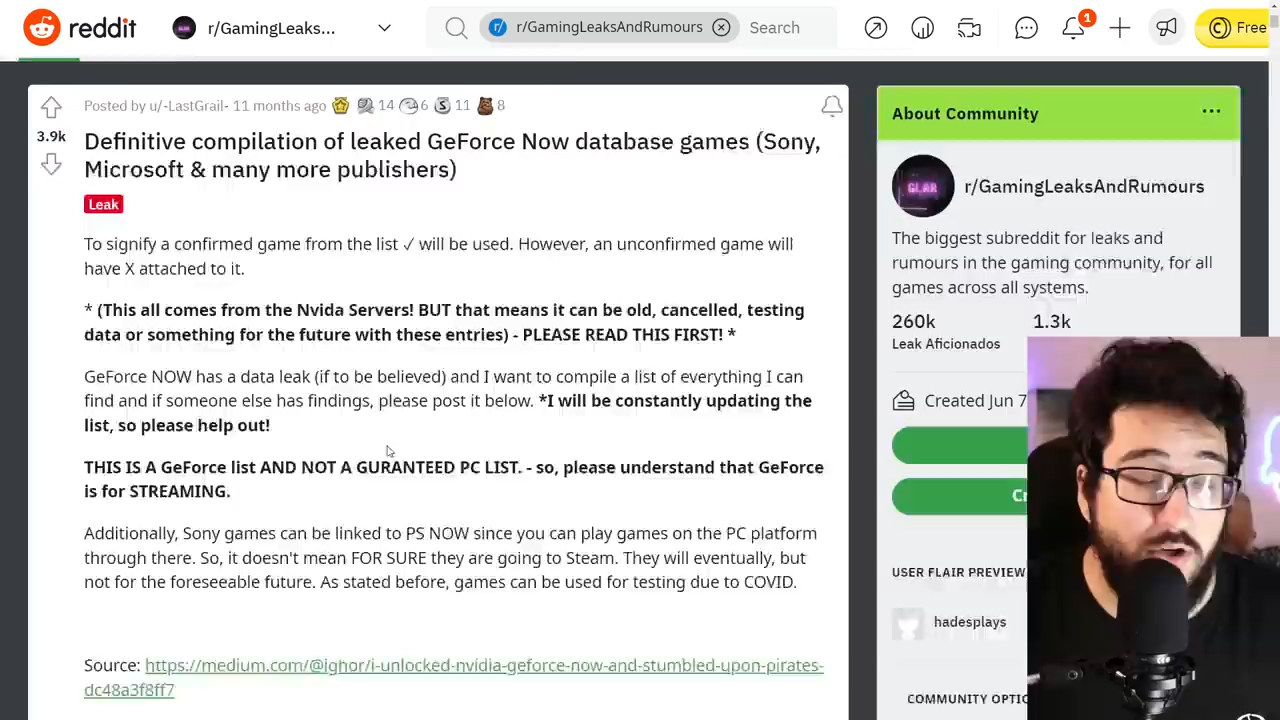 reddit
r/GamingLeaks...
r/GamingLeaksAndRumours
Search
1
Free
Posted by u/-LastGrail- 11 months ago
14
6
11
8
3.9k
Definitive compilation of leaked GeForce Now database games (Sony,
Microsoft & many more publishers)
Leak
To signify a confirmed game from the list ✓ will be used. However, an unconfirmed game will
have X attached to it.
* (This all comes from the Nvida Servers! BUT that means it can be old, cancelled, testing
data or something for the future with these entries) - PLEASE READ THIS FIRST! *
GeForce NOW has a data leak (if to be believed) and I want to compile a list of everything I can
find and if someone else has findings, please post it below. *I will be constantly updating the
list, so please help out!
THIS IS A GeForce list AND NOT A GURANTEED PC LIST. - so, please understand that GeForce
is for STREAMING.
Additionally, Sony games can be linked to PS NOW since you can play games on the PC platform
through there. So, it doesn't mean FOR SURE they are going to Steam. They will eventually, but
not for the foreseeable future. As stated before, games can be used for testing due to COVID.
Source: https://medium.com/@ighor/i-unlocked-nvidia-geforce-now-and-stumbled-upon-pirates-
dc48a3f8ff7
About Community
GLAR
r/GamingLeaksAndRumours
The biggest subreddit for leaks and
rumours in the gaming community, for all
games across all systems.
260k
1.3k
Leak Aficionados
Created Jun 7
Cr
USER FLAIR PREVIEW
hadesplays
COMMUNITY OPTIO